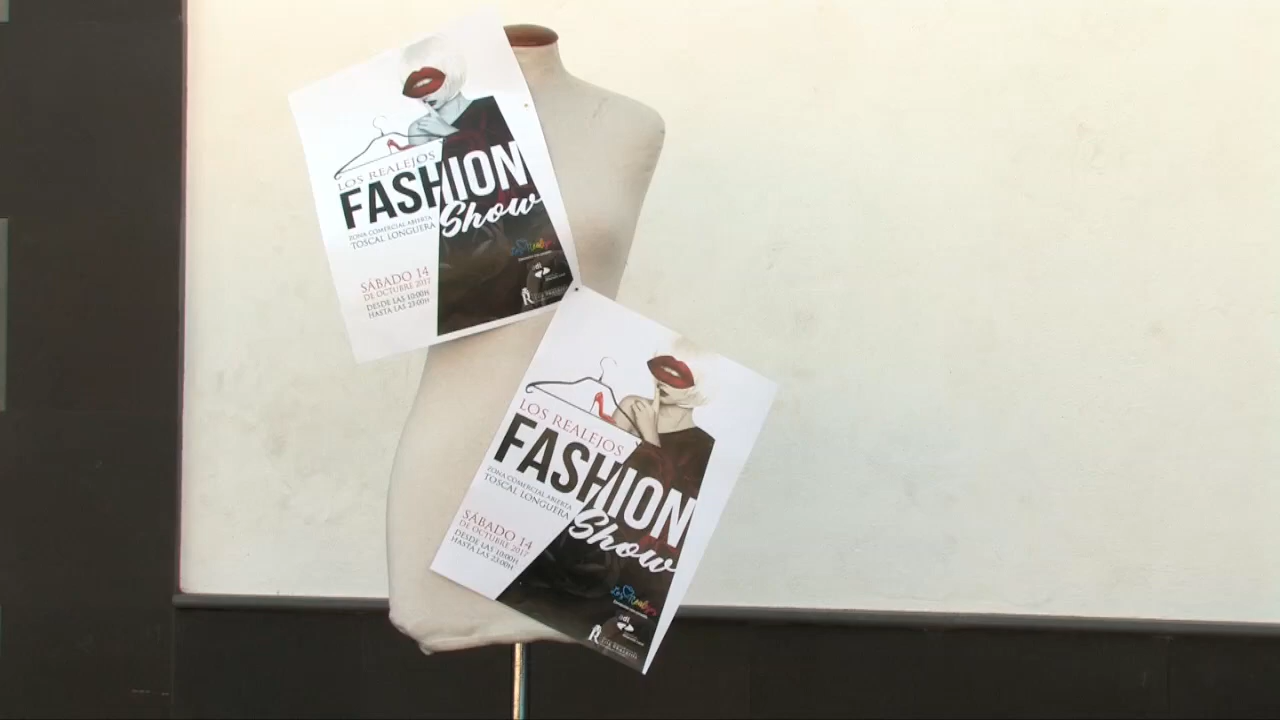 LOS REALEJOS
FASHION
Show
ZONA COMERCIAL ABIERTA
TOSCAL LONGUERA
SÁBADO 14
DE OCTUBRE 2017
DESDE LAS 10:00H
HASTA LAS 23:00H
LOS REALEJOS
FASHION
Show
ZONA COMERCIAL ABIERTA
TOSCAL LONGUERA
SÁBADO 14
DE OCTUBRE 2017
DESDE LAS 10:00H
HASTA LAS 23:00H